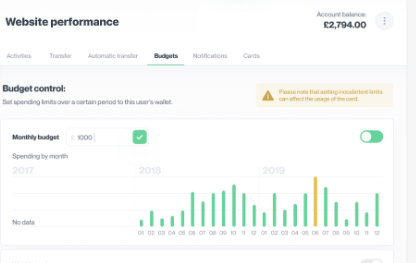 Website performance
Account balance:
£2,794.00
Activities Transfer Automatic transfer Budgets Notifications Cards
Budget control:
Set spending limits over a certain period to this user's wallet.
Please note that setting
can effect the usage of the card.
Monthly budget 1000
Spending by month
2017 2018 2019
No data
01 02 03 04 05 06 07 08 09 10 11 12 01 02 03 04 05 06 07 08 09 10 11 12